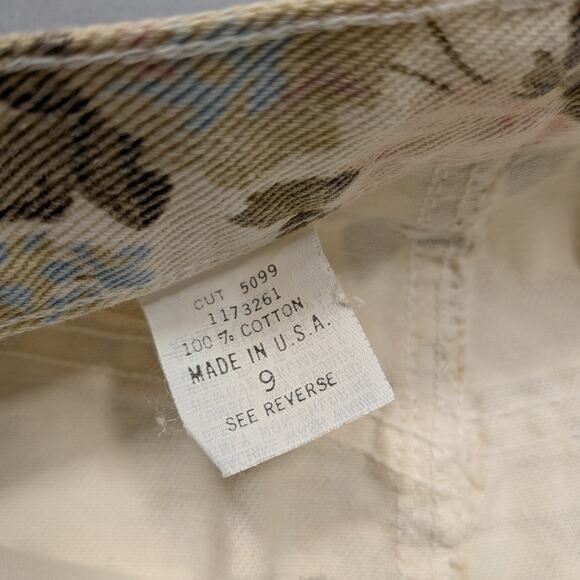 CUT 5099
1173261
100% COTTON
MADE IN U.S.A.
9
SEE REVERSE